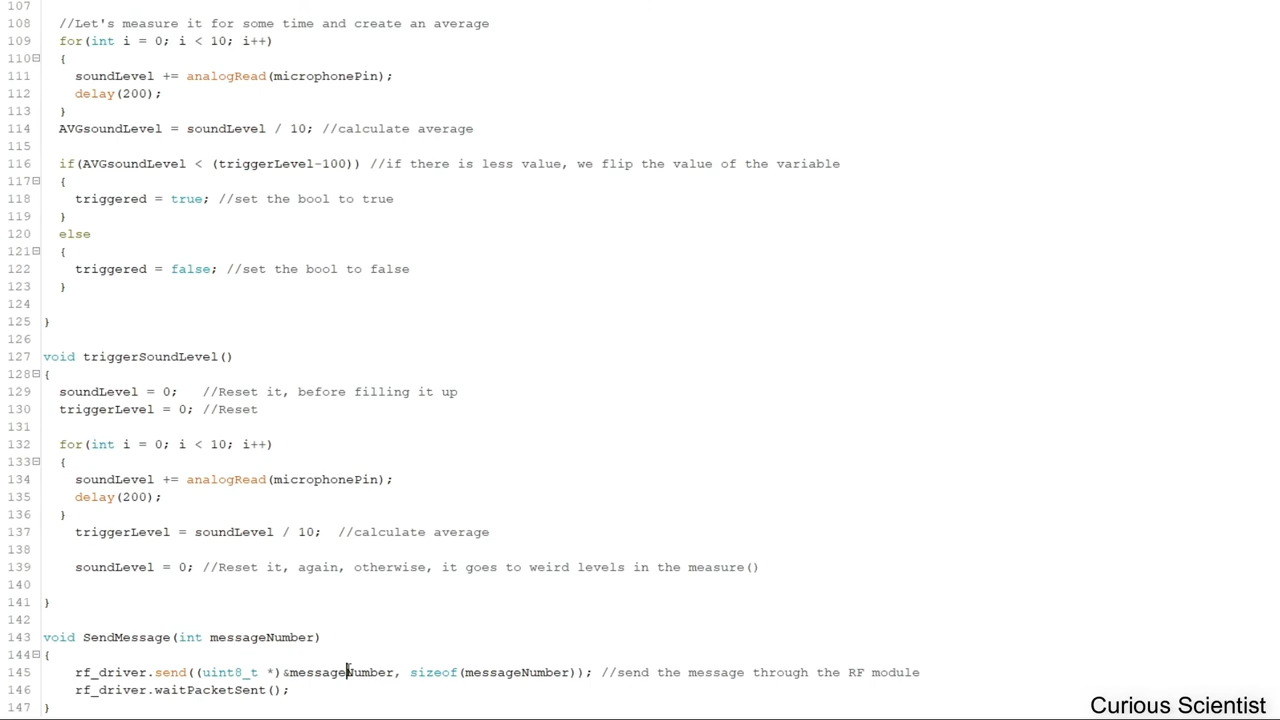 107
108 //Let's measure it for some time and create an average
109 for(int i = 0; i < 10; i++)
110 {
111 soundLevel += analogRead(microphonePin);
112 delay(200);
113 }
114 AVGsoundLevel = soundLevel / 10; //calculate average
115
116 if(AVGsoundLevel < (triggerLevel-100)) //if there is less value, we flip the value of the variable
117 {
118 triggered = true; //set the bool to true
119 }
120 else
121 {
122 triggered = false; //set the bool to false
123 }
124
125 }
126
127 void triggerSoundLevel()
128 {
129 soundLevel = 0; //Reset it, before filling it up
130 triggerLevel = 0; //Reset
131
132 for(int i = 0; i < 10; i++)
133 {
134 soundLevel += analogRead(microphonePin);
135 delay(200);
136 }
137 triggerLevel = soundLevel / 10; //calculate average
138
139 soundLevel = 0; //Reset it, again, otherwise, it goes to weird levels in the measure()
140
141 }
142
143 void SendMessage(int messageNumber)
144 {
145 rf_driver.send((uint8_t *)&messageNumber, sizeof(messageNumber)); //send the message through the RF module
146 rf_driver.waitPacketSent();
147 }
Curious Scientist